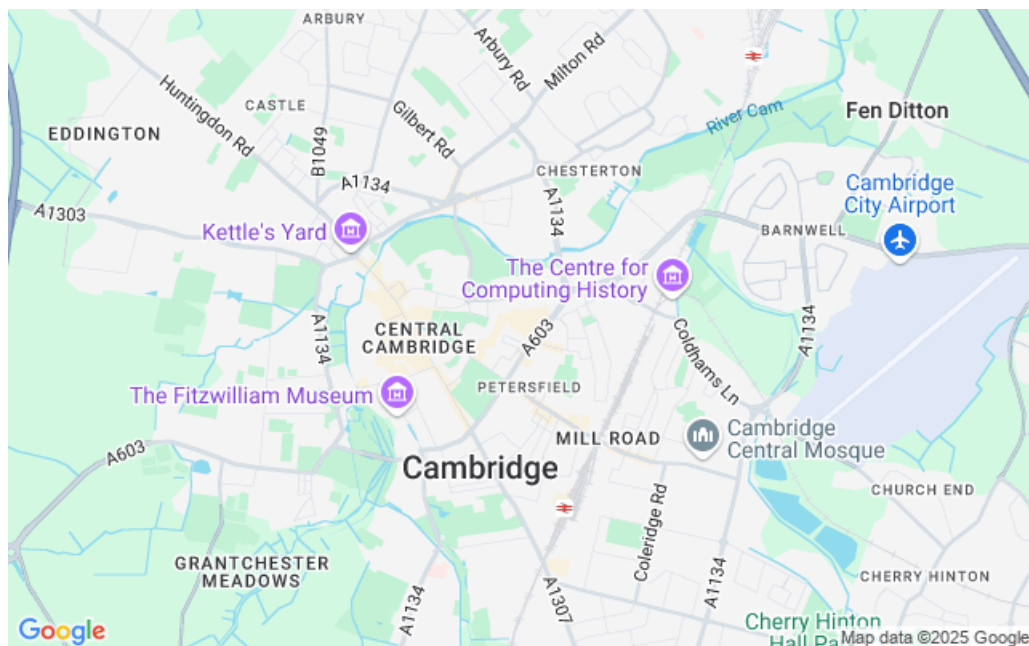 ARBURY
Arbury Rd
Milton Rd
Huntingdon Rd
CASTLE
Gilbert Rd
River Cam
Fen Ditton
EDDINGTON
B1049
CHESTERTON
A1134
A1134
Cambridge
City Airport
A1303
Kettle's Yard
BARNWELL
The Centre for
Computing History
A1134
CENTRAL
CAMBRIDGE
A603
Coldhams Ln
A1134
PETERSFIELD
The Fitzwilliam Museum
MILL ROAD
Cambridge
Central Mosque
A603
Cambridge
CHURCH END
Coleridge Rd
GRANTCHESTER
MEADOWS
A1134
A1307
A1134
CHERRY HINTON
Cherry Hinton
Google
Map data ©2025 Google